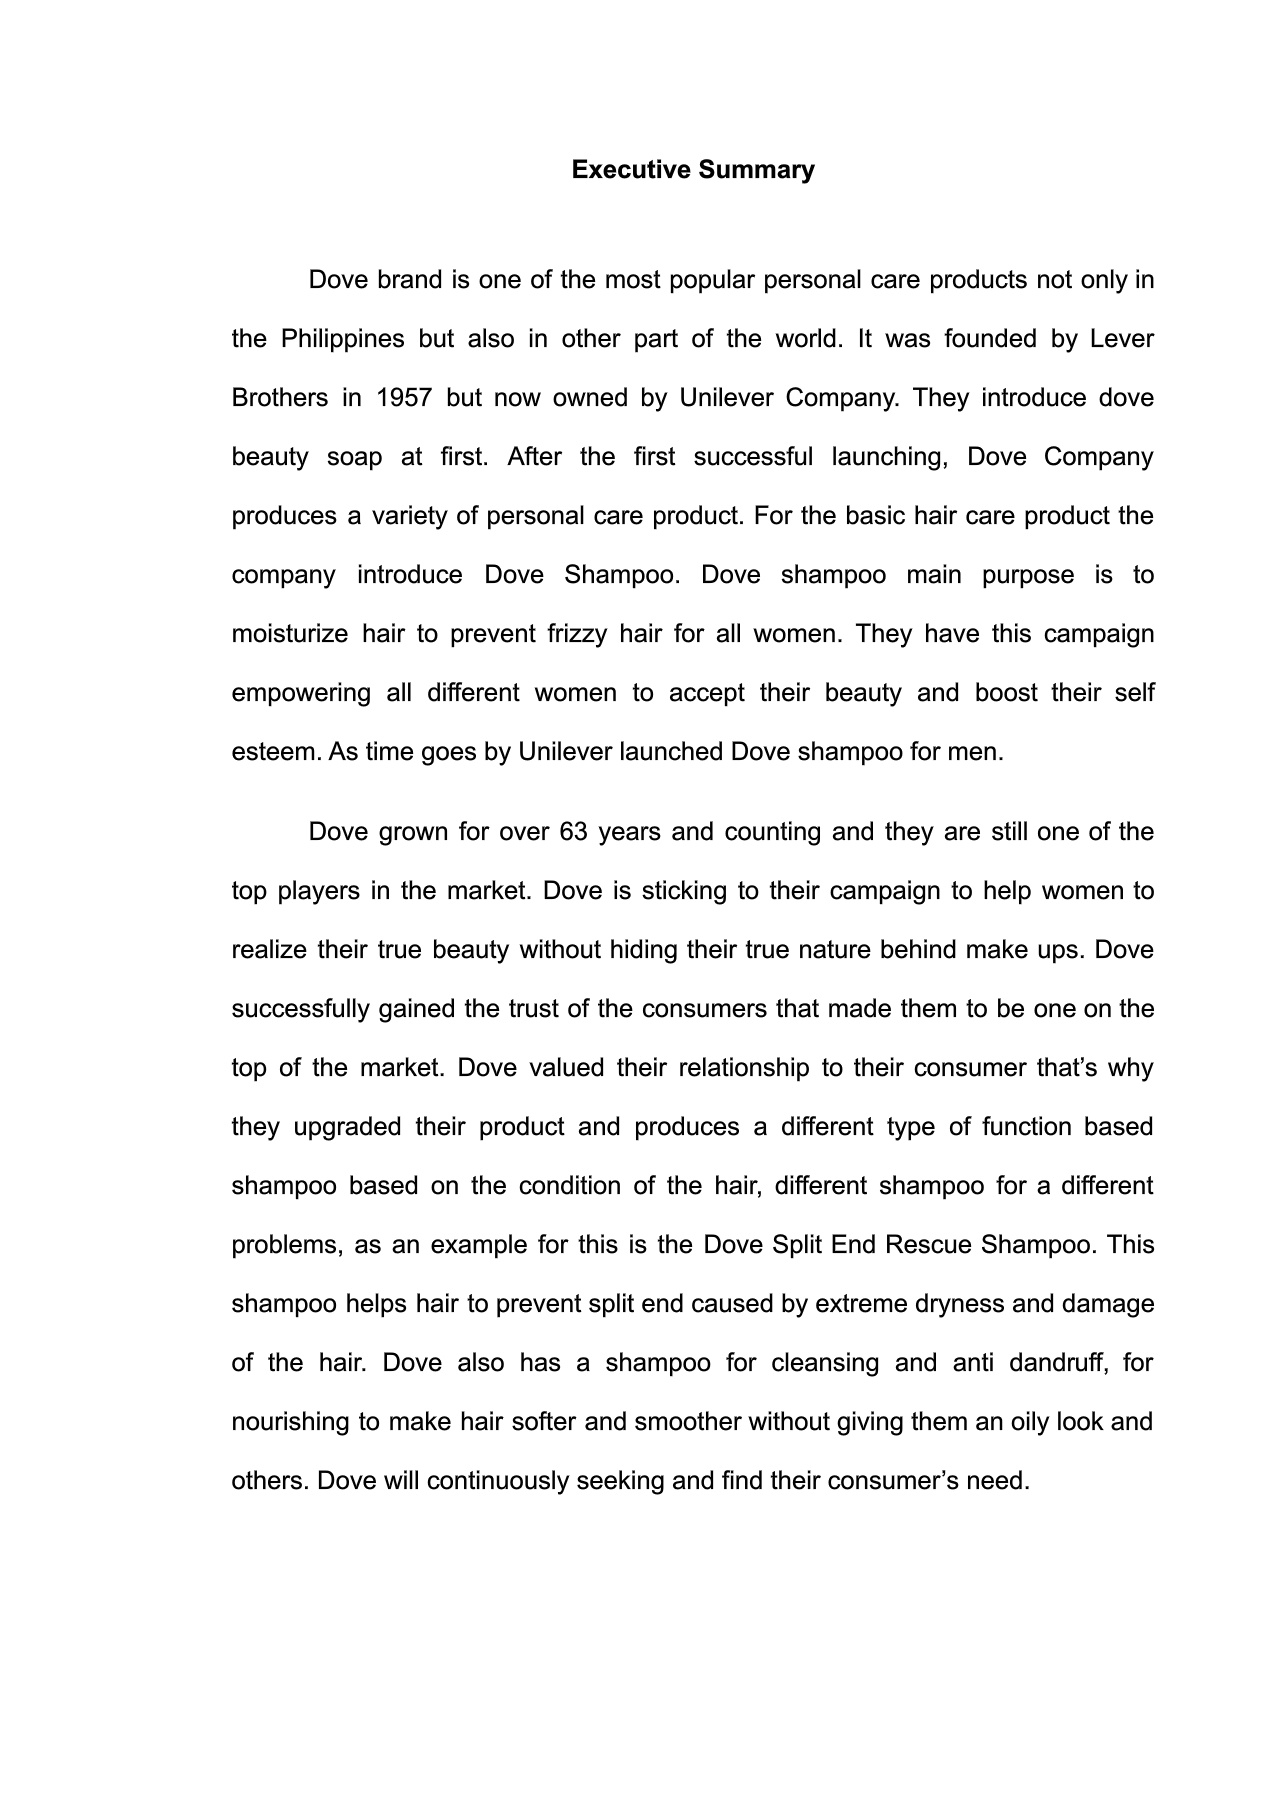 Executive Summary
Dove brand is one of the most popular personal care products not only in
the Philippines but also in other part of the world. It was founded by Lever
Brothers in 1957 but now owned by Unilever Company. They introduce dove
beauty soap at first. After the first successful launching, Dove Company
produces a variety of personal care product. For the basic hair care product the
company introduce Dove Shampoo. Dove shampoo main purpose is to
moisturize hair to prevent frizzy hair for all women. They have this campaign
empowering all different women to accept their beauty and boost their self
esteem. As time goes by Unilever launched Dove shampoo for men.
Dove grown for over 63 years and counting and they are still one of the
top players in the market. Dove is sticking to their campaign to help women to
realize their true beauty without hiding their true nature behind make ups. Dove
successfully gained the trust of the consumers that made them to be one on the
top of the market. Dove valued their relationship to their consumer that’s why
they upgraded their product and produces a different type of function based
shampoo based on the condition of the hair, different shampoo for a different
problems, as an example for this is the Dove Split End Rescue Shampoo. This
shampoo helps hair to prevent split end caused by extreme dryness and damage
of the hair. Dove also has a shampoo for cleansing and anti dandruff, for
nourishing to make hair softer and smoother without giving them an oily look and
others. Dove will continuously seeking and find their consumer’s need.